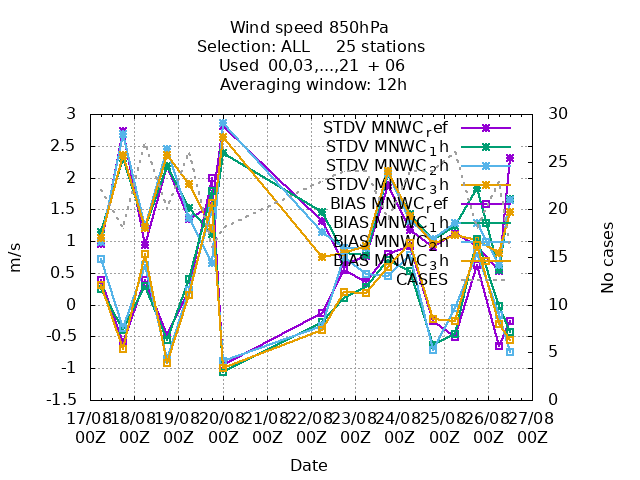 Wind speed 850hPa
Selection: ALL 25 stations
Used 00,03,...,21 + 06
Averaging window: 12h
3
2.5
2
1.5
1
0.5
0
-0.5
-1
-1.5
30
25
20
15
10
5
0
STDV MNWC_ref
STDV MNWC_1h
STDV MNWC_2h
STDV MNWC_3h
BIAS MNWC_ref
BIAS MNWC_1h
BIAS MNWC_2h
BIAS MNWC_3h
CASES
m/s
No cases
17/08 18/08 19/08 20/08 21/08 22/08 23/08 24/08 25/08 26/08 27/08
00Z 00Z 00Z 00Z 00Z 00Z 00Z 00Z 00Z 00Z 00Z
Date